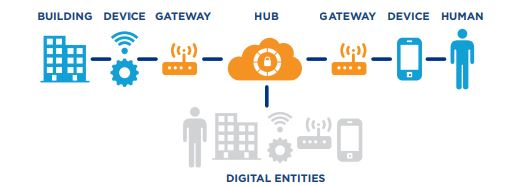 BUILDING DEVICE GATEWAY HUB GATEWAY DEVICE HUMAN
DIGITAL ENTITIES